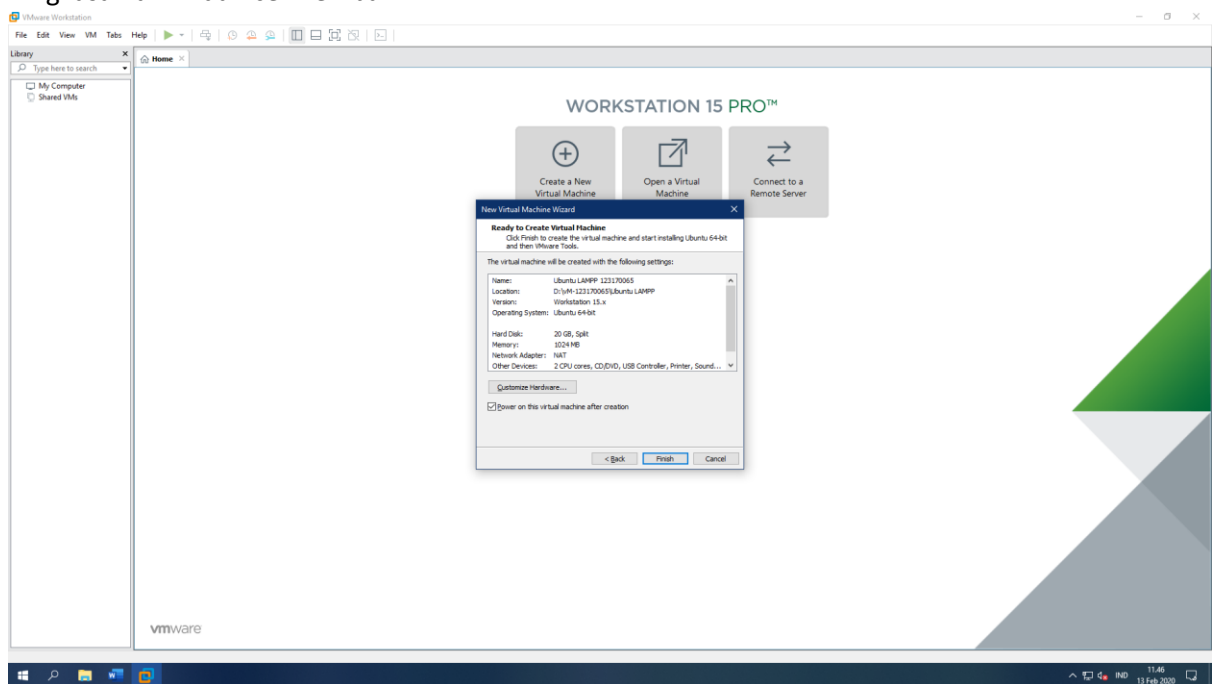 VMware Workstation
File Edit View VM Tabs Help
Library
Type here to search
My Computer
Shared VMs
Home
WORKSTATION 15 PRO™
Create a New
Virtual Machine
Open a Virtual
Machine
Connect to a
Remote Server
New Virtual Machine Wizard
Ready to Create Virtual Machine
Click Finish to create the virtual machine and start installing Ubuntu 64-bit
and then VMware Tools.
The virtual machine will be created with the following settings:
Name: Ubuntu LAMPP 123170065
Location: D:\vM-123170065\Ubuntu LAMPP
Version: Workstation 15.x
Operating System: Ubuntu 64-bit
Hard Disk: 20 GB, Split
Memory: 1024 MB
Network Adapter: NAT
Other Devices: 2 CPU cores, CD/DVD, USB Controller, Printer, Sound...
Customize Hardware...
Power on this virtual machine after creation
< Back Finish Cancel
vmware
IND
11.46
13 Feb 2020